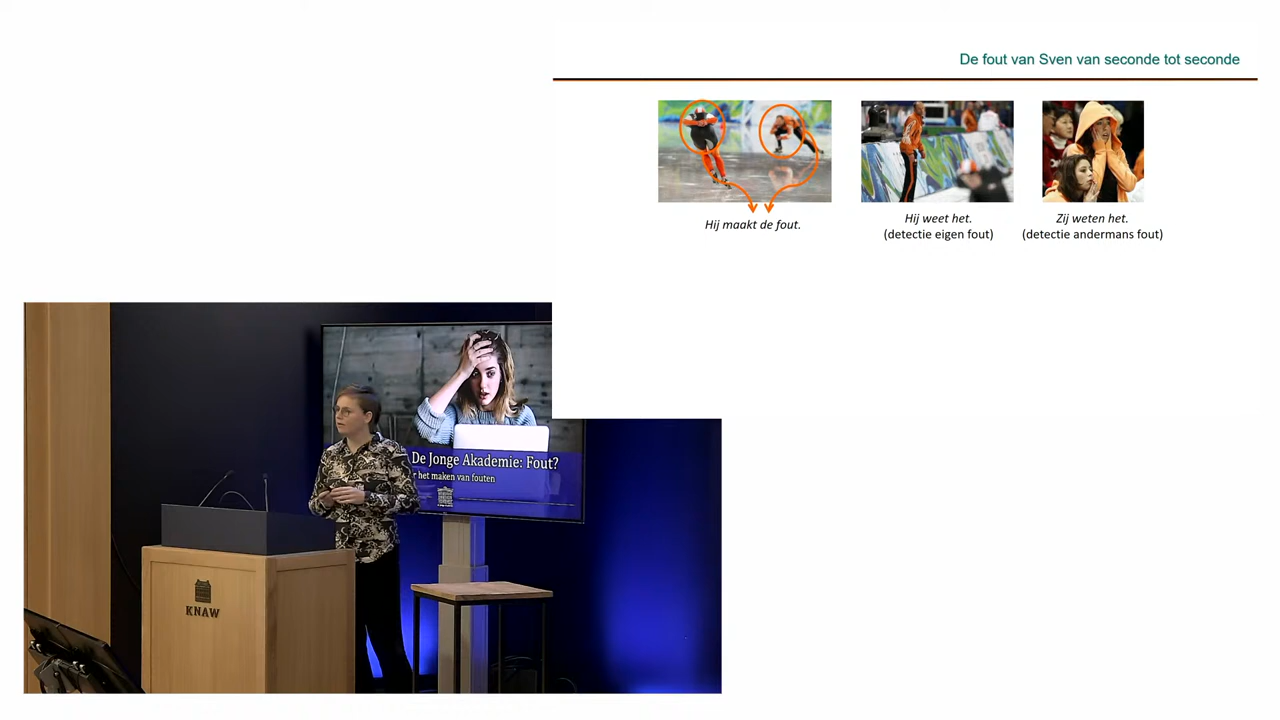 De fout van Sven van seconde tot seconde
Hij maakt de fout.
Hij weet het.
(detectie eigen fout)
Zij weten het.
(detectie andermans fout)
De Jonge Akademie: Fout?
r het maken van fouten
KNAW